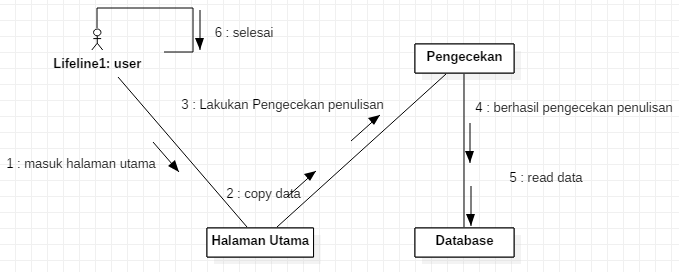 6 : selesai
Lifeline1: user
Pengecekan
3 : Lakukan Pengecekan penulisan
4 : berhasil pengecekan penulisan
1 : masuk halaman utama
5 : read data
2 : copy data
Halaman Utama
Database